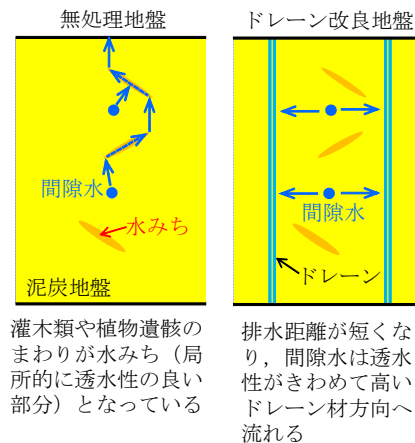 無処理地盤
間隙水
水みち
泥炭地盤
灌木類や植物遺骸の
まわりが水みち（局
所的に透水性の良い
部分）となっている
ドレーン改良地盤
間隙水
ドレーン
排水距離が短くな
り，間隙水は透水
性がきわめて高い
ドレーン材方向へ
流れる